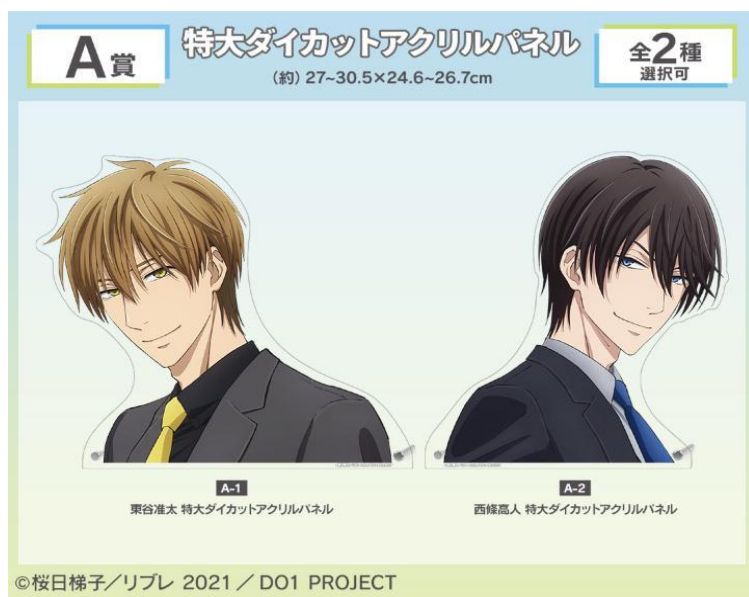 A賞
特大ダイカットアクリルパネル
(約) 27~30.5×24.6~26.7cm
全2種
選択可
A-1
東谷准太 特大ダイカットアクリルパネル
A-2
西條高人 特大ダイカットアクリルパネル
©桜日梯子／リブレ 2021 ／ DO1 PROJECT